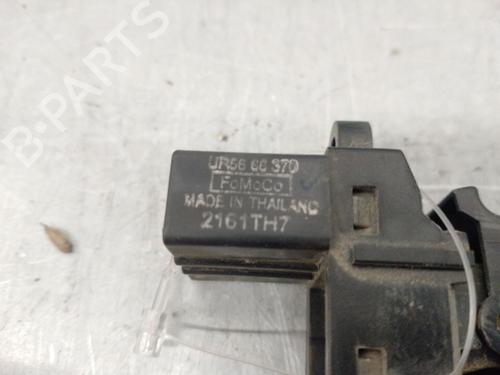 B-PARTS
UR56 66 370
FoMoCo
MADE IN THAILAND
2161TH7